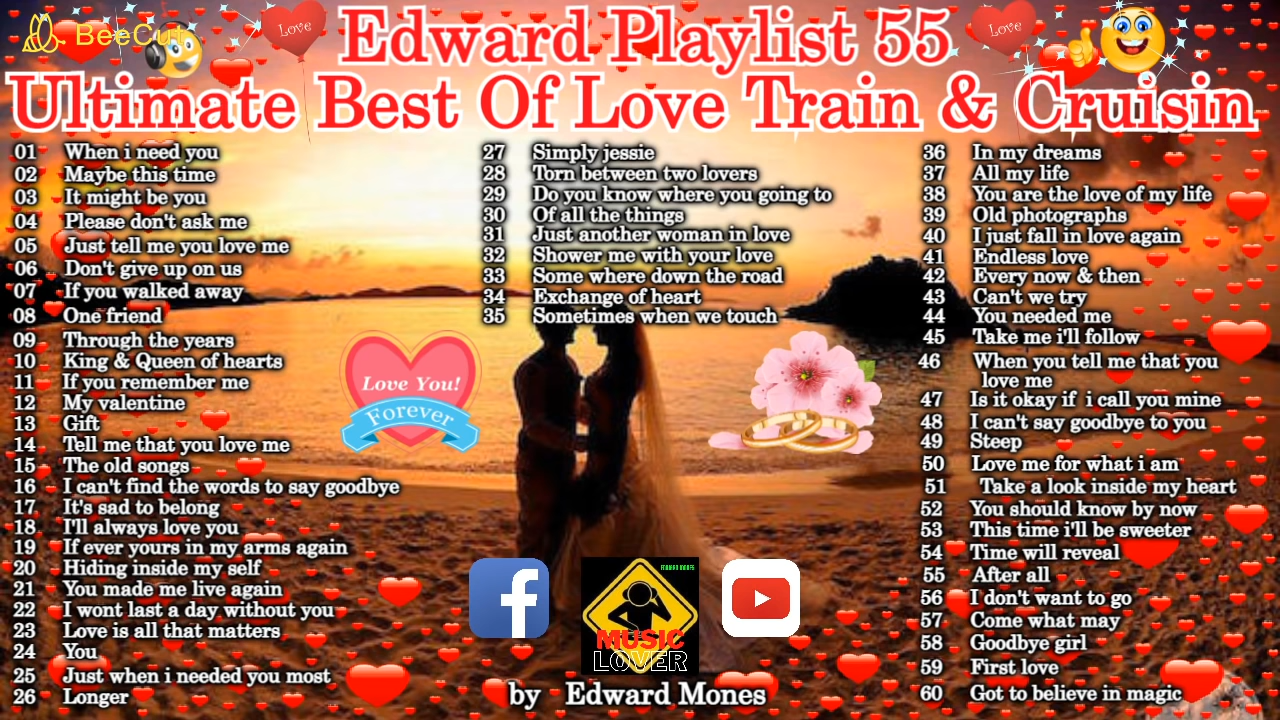 BeeCut
Love
Love
Edward Playlist 55
Ultimate Best Of Love Train & Cruisin
01 When i need you
02 Maybe this time
03 It might be you
04 Please don't ask me
05 Just tell me you love me
06 Don't give up on us
07 If you walked away
08 One friend
09 Through the years
10 King & Queen of hearts
11 If you remember me
12 My valentine
13 Gift
14 Tell me that you love me
15 The old songs
16 I can't find the words to say goodbye
17 It's sad to belong
18 I'll always love you
19 If ever yours in my arms again
20 Hiding inside my self
21 You made me live again
22 I wont last a day without you
23 Love is all that matters
24 You
25 Just when i needed you most
26 Longer
27 Simply jessie
28 Torn between two lovers
29 Do you know where you going to
30 Of all the things
31 Just another woman in love
32 Shower me with your love
33 Some where down the road
34 Exchange of heart
35 Sometimes when we touch
36 In my dreams
37 All my life
38 You are the love of my life
39 Old photographs
40 I just fall in love again
41 Endless love
42 Every now & then
43 Can't we try
44 You needed me
45 Take me i'll follow
46 When you tell me that you
love me
47 Is it okay if i call you mine
48 I can't say goodbye to you
49 Steep
50 Love me for what i am
51 Take a look inside my heart
52 You should know by now
53 This time i'll be sweeter
54 Time will reveal
55 After all
56 I don't want to go
57 Come what may
58 Goodbye girl
59 First love
60 Got to believe in magic
Love You!
Forever
EDWARD MONES
MUSIC
LOVER
by Edward Mones